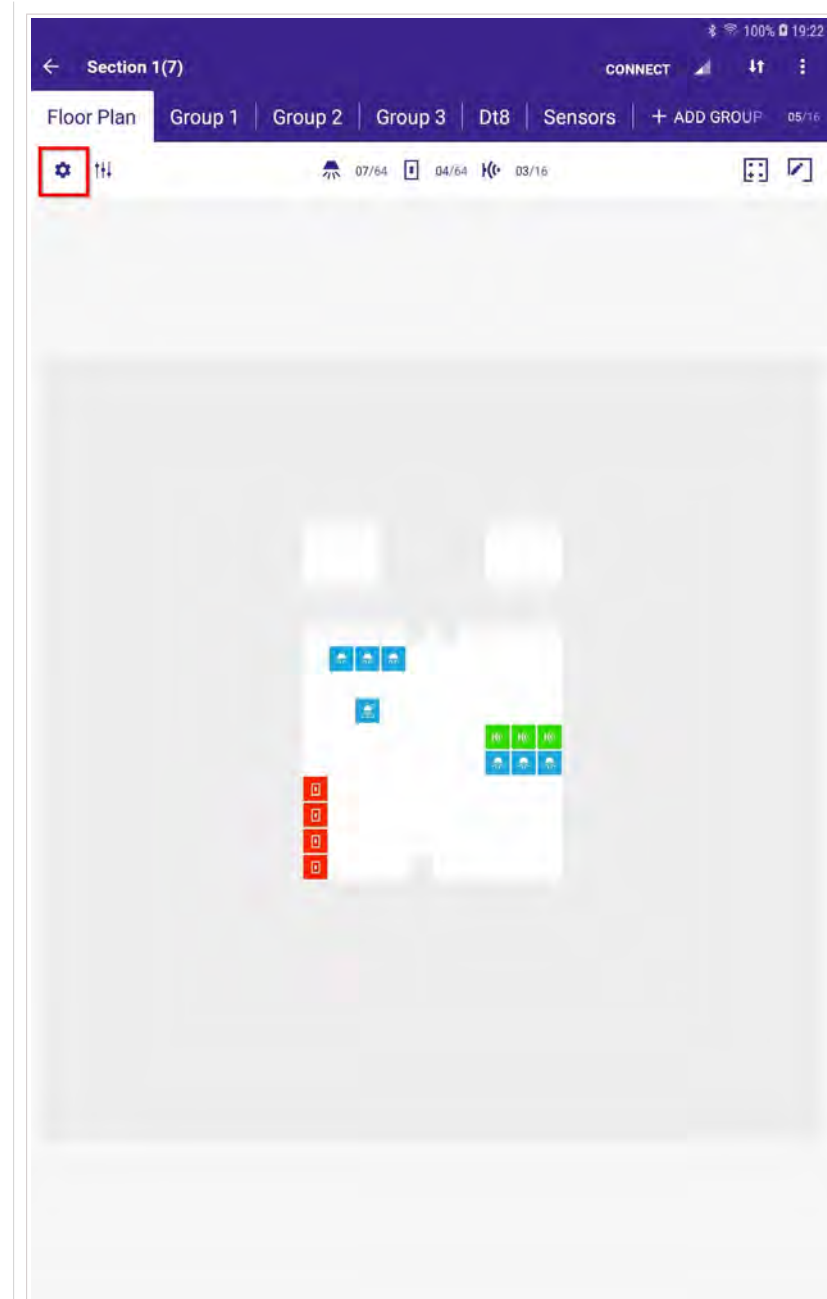 100% 19:22
Section 1(7) CONNECT
Floor Plan Group 1 Group 2 Group 3 Dt8 Sensors + ADD GROUP 05/16
07/64 04/64 03/16